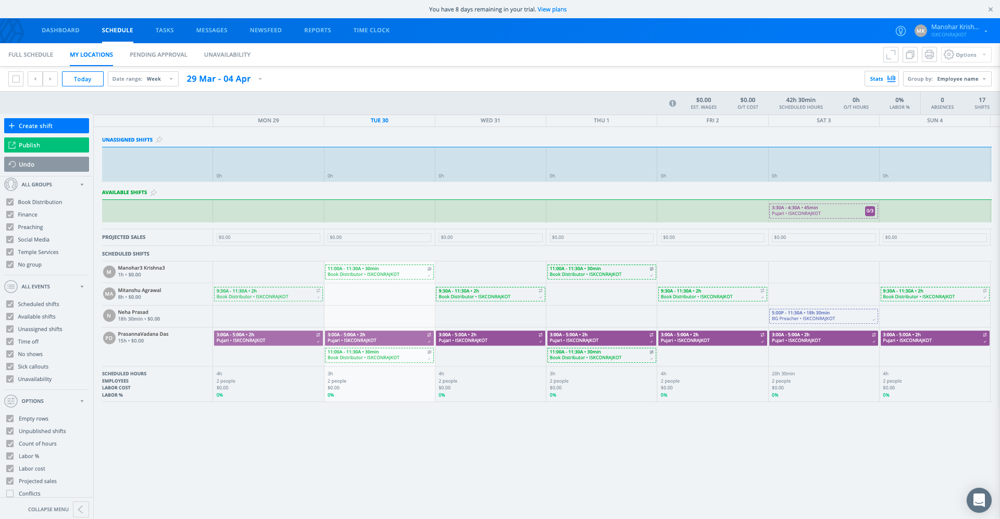 You have 8 days remaining in your trial. View plans
DASHBOARD SCHEDULE TASKS MESSAGES NEWSFEED REPORTS TIME CLOCK
MK Manohar Krish...
ISKCONRAJKOT
FULL SCHEDULE MY LOCATIONS PENDING APPROVAL UNAVAILABILITY
Options
Today Date range: Week 29 Mar - 04 Apr Stats Group by: Employee name
$0.00 $0.00 42h 30min 0h 0% 0 17
EST. WAGES O/T COST SCHEDULED HOURS O/T HOURS LABOR % ABSENCES SHIFTS
MON 29 TUE 30 WED 31 THU 1 FRI 2 SAT 3 SUN 4
Create shift
Publish
Undo
ALL GROUPS
Book Distribution
Finance
Preaching
Social Media
Temple Services
No group
ALL EVENTS
Scheduled shifts
Available shifts
Unassigned shifts
Time off
No shows
Sick callouts
Unavailability
OPTIONS
Empty rows
Unpublished shifts
Count of hours
Labor %
Labor cost
Projected sales
Conflicts
COLLAPSE MENU
UNASSIGNED SHIFTS
0h 0h 0h 0h 0h 0h 0h
AVAILABLE SHIFTS
3:30A - 4:30A • 45min
Pujari • ISKCONRAJKOT
0/3
PROJECTED SALES $0.00 $0.00 $0.00 $0.00 $0.00 $0.00 $0.00
SCHEDULED SHIFTS
M Manohar3 Krishna3
1h • $0.00
11:00A - 11:30A • 30min 11:00A - 11:30A • 30min
Book Distributor • ISKCONRAJKOT Book Distributor • ISKCONRAJKOT
MA Mitanshu Agrawal
8h • $0.00
9:30A - 11:30A • 2h 9:30A - 11:30A • 2h 9:30A - 11:30A • 2h 9:30A - 11:30A • 2h
Book Distributor • ISKCONRAJKOT Book Distributor • ISKCONRAJKOT Book Distributor • ISKCONRAJKOT Book Distributor • ISKCONRAJKOT
N Neha Prasad
18h 30min • $0.00
5:00P - 11:30A • 18h 30min
BG Preacher • ISKCONRAJKOT
PD PrasannaVadana Das
15h • $0.00
3:00A - 5:00A • 2h 3:00A - 5:00A • 2h 3:00A - 5:00A • 2h 3:00A - 5:00A • 2h 3:00A - 5:00A • 2h 3:00A - 5:00A • 2h 3:00A - 5:00A • 2h
Pujari • ISKCONRAJKOT Pujari • ISKCONRAJKOT Pujari • ISKCONRAJKOT Pujari • ISKCONRAJKOT Pujari • ISKCONRAJKOT Pujari • ISKCONRAJKOT Pujari • ISKCONRAJKOT
11:00A - 11:30A • 30min 11:00A - 11:30A • 30min
Book Distributor • ISKCONRAJKOT Book Distributor • ISKCONRAJKOT
SCHEDULED HOURS 4h 3h 4h 3h 4h 20h 30min 4h
EMPLOYEES 2 people 2 people 2 people 2 people 2 people 2 people 2 people
LABOR COST $0.00 $0.00 $0.00 $0.00 $0.00 $0.00 $0.00
LABOR % 0% 0% 0% 0% 0% 0% 0%